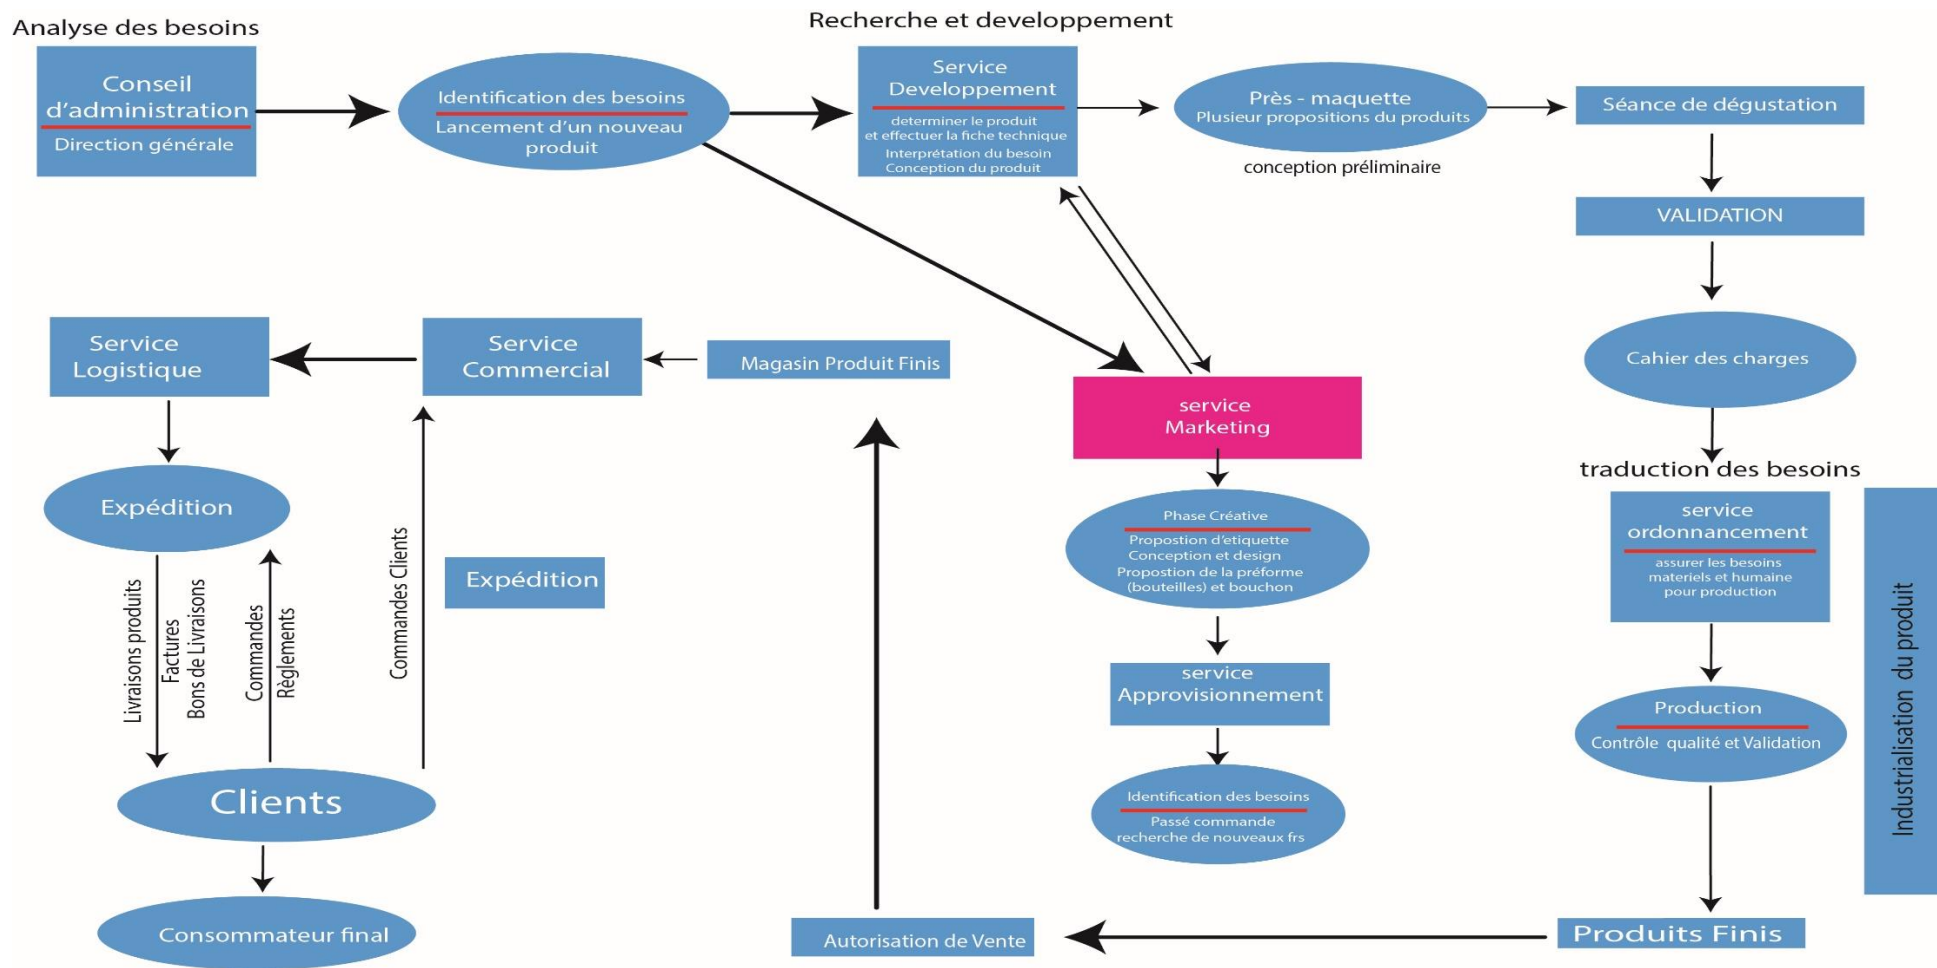 Analyse des besoins
Conseil
d'administration
Direction générale
Identification des besoins
Lancement d'un nouveau
produit
Recherche et developpement
Service
Developpement
determiner le produit
et effectuer la fiche technique
Interprétation du besoin
Conception du produit
Près - maquette
Plusieur propositions du produits
conception préliminaire
Séance de dégustation
VALIDATION
Cahier des charges
traduction des besoins
service
ordonnancement
assurer les besoins
materiels et humaine
pour production
Production
Contrôle qualité et Validation
Industrialisation du produit
Produits Finis
service
Marketing
Phase Créative
Propostion d'etiquette
Conception et design
Propostion de la préforme
(bouteilles) et bouchon
service
Approvisionnement
Identification des besoins
Passé commande
recherche de nouveaux frs
Autorisation de Vente
Magasin Produit Finis
Service
Commercial
Service
Logistique
Expédition
Livraisons produits
Factures
Bons de Livraisons
Commandes
Règlements
Commandes Clients
Expédition
Clients
Consommateur final